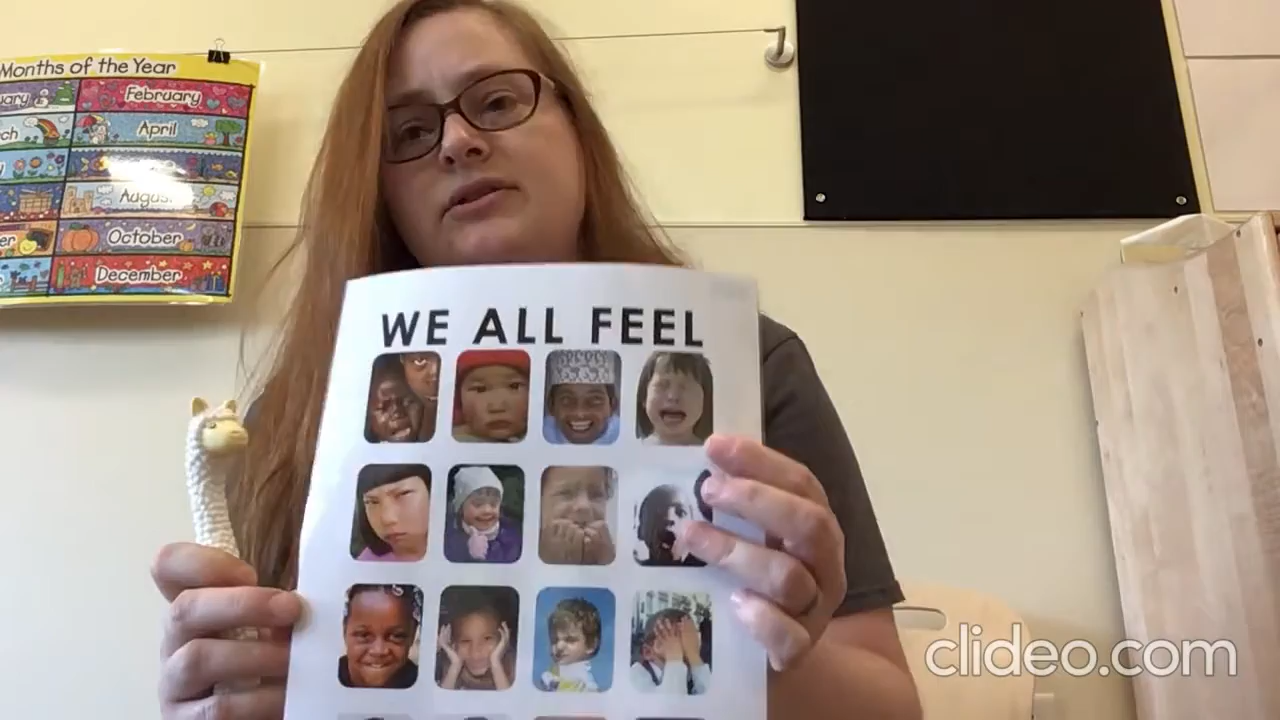 Months of the Year
February
April
August
October
December
WE ALL FEEL
clideo.com